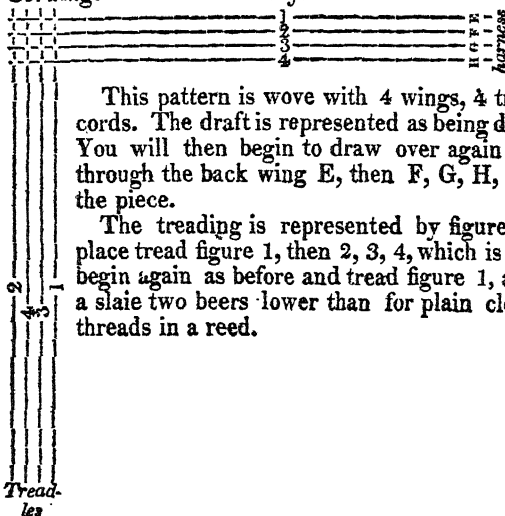 1
2
3
4
E
F
G
H
harness
This pattern is wove with 4 wings, 4
cords. The draft is represented as being
You will then begin to draw over again
through the back wing E, then F, G, H,
the piece.
The treading is represented by figure
place tread figure 1, then 2, 3, 4, which is
begin again as before and tread figure 1,
a slaie two beers lower than for plain
threads in a reed.
2 4 3 1
Tread-
les